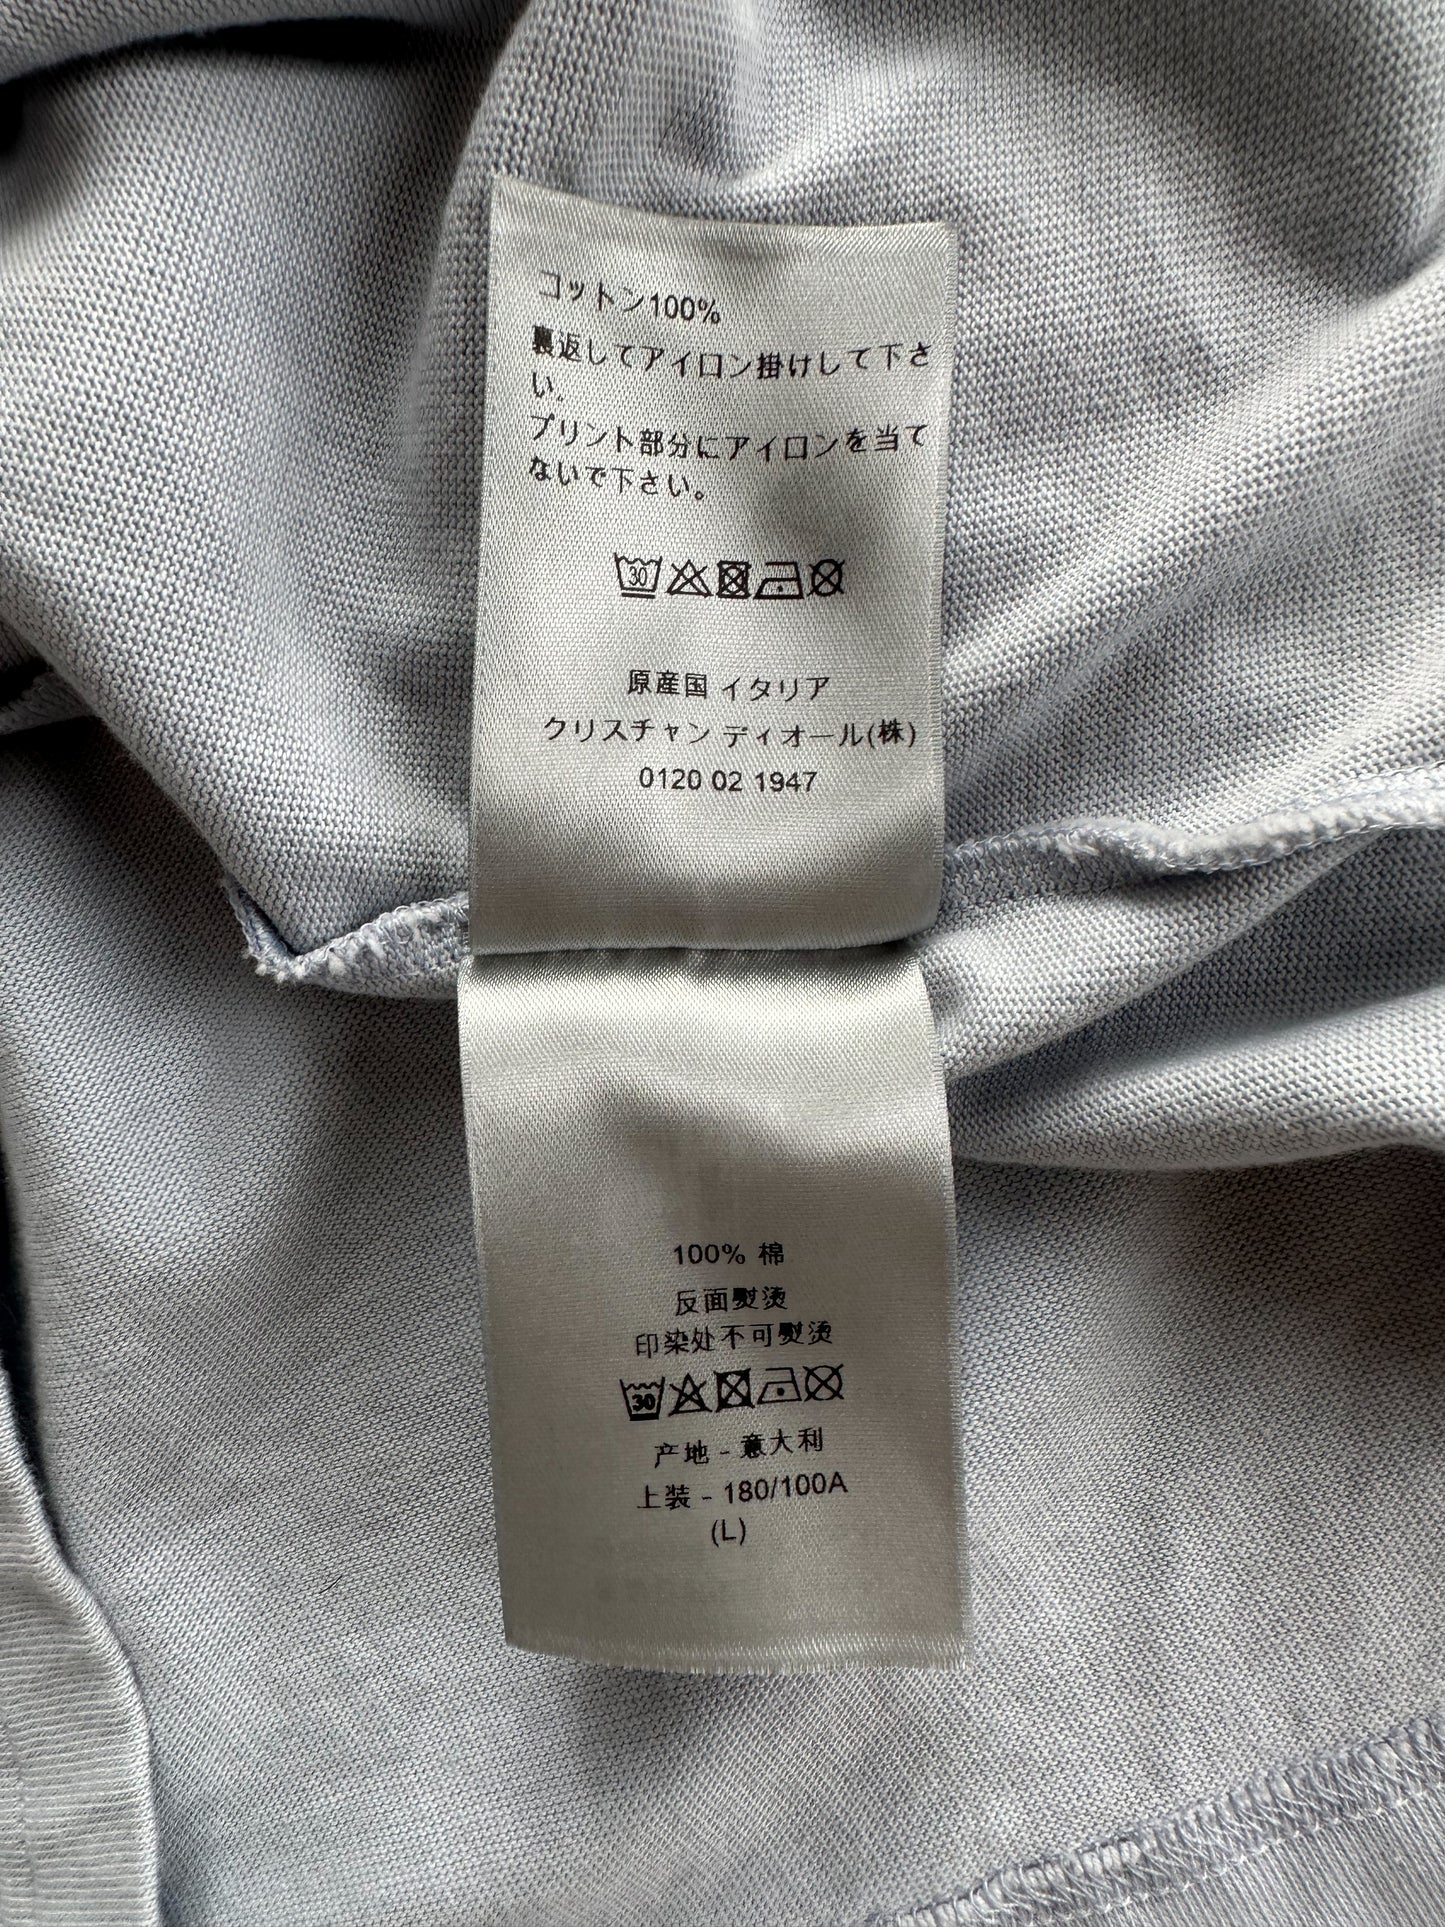 コットン100%
裏返してアイロン掛けして下さ
い。
プリント部分にアイロンを当て
ないで下さい。
30
原産国 イタリア
クリスチャン ディオール(株)
0120 02 1947
100% 棉
反面熨烫
印染处不可熨烫
30
产地 - 意大利
上装 - 180/100A
(L)